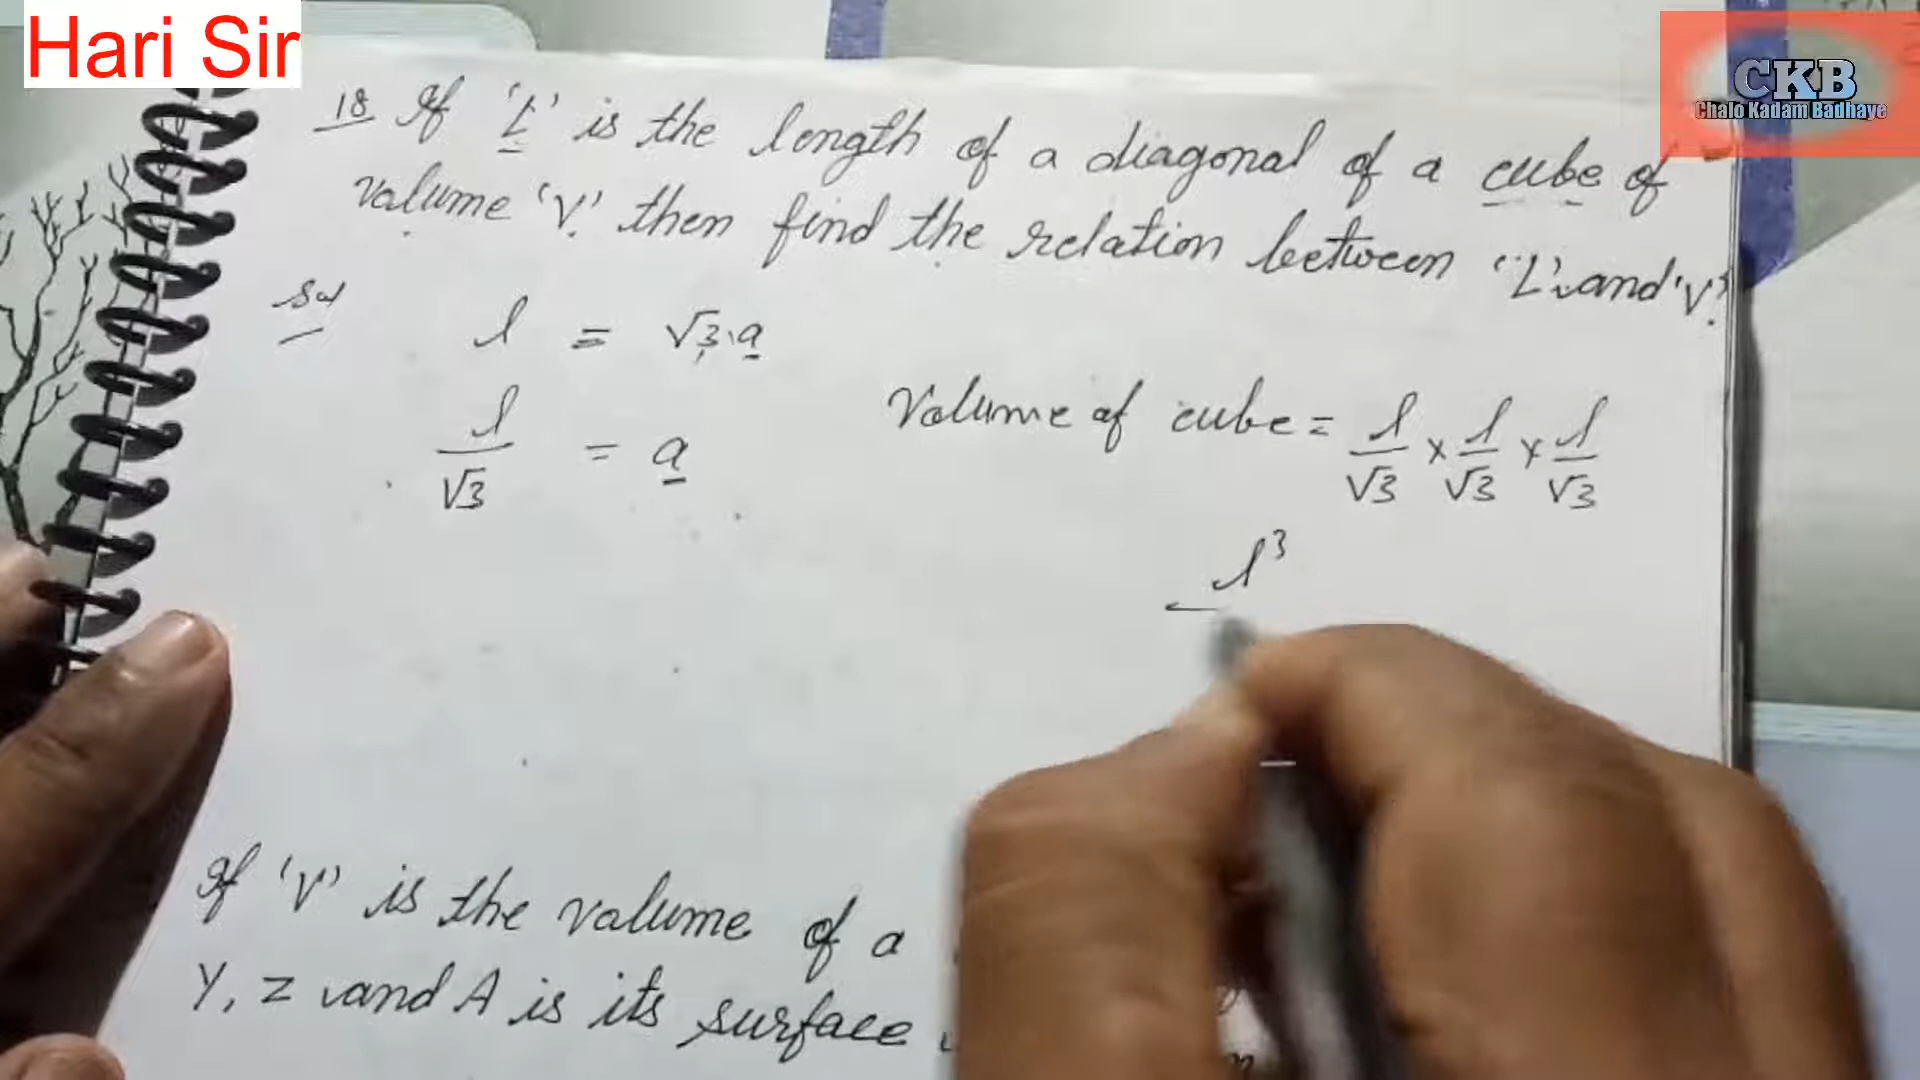 Hari Sir
CKB
Chalo Kadam Badhaye
18 If 'L' is the length of a diagonal of a cube of
volume 'V' then find the relation between 'L' and 'V'
Sol
l = √3.a
l/√3 = a
Volume of cube = l/√3 × l/√3 × l/√3
l³
If 'V' is the volume of a
Y, Z and A is its surface